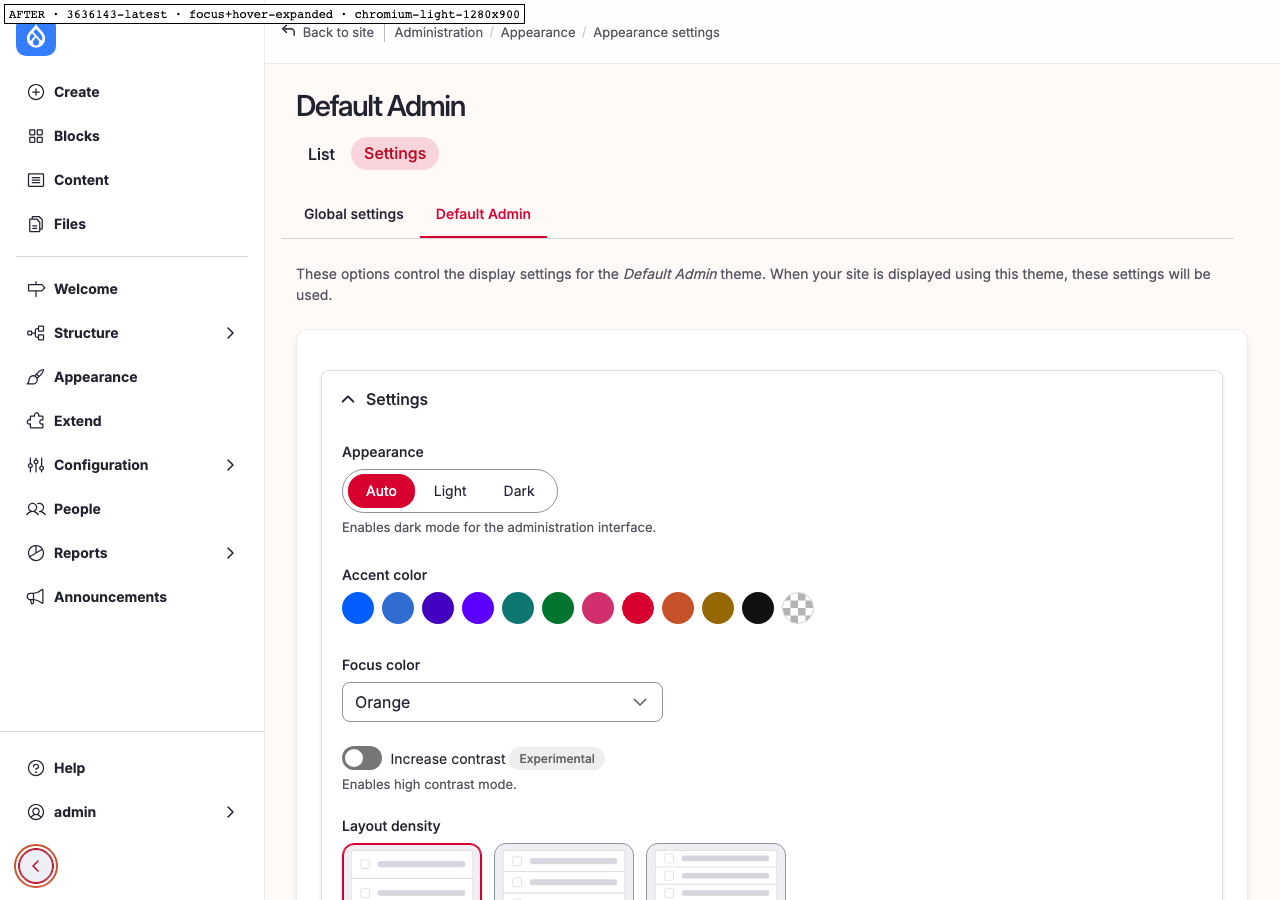 AFTER · 3636143-latest · focus+hover-expanded · chromium-light-1280x900
Back to site
Administration / Appearance / Appearance settings
Create
Blocks
Content
Files
Welcome
Structure
Appearance
Extend
Configuration
People
Reports
Announcements
Help
admin
Default Admin
List
Settings
Global settings
Default Admin
These options control the display settings for the Default Admin theme. When your site is displayed using this theme, these settings will be
used.
Settings
Appearance
Auto
Light
Dark
Enables dark mode for the administration interface.
Accent color
Focus color
Orange
Increase contrast
Experimental
Enables high contrast mode.
Layout density